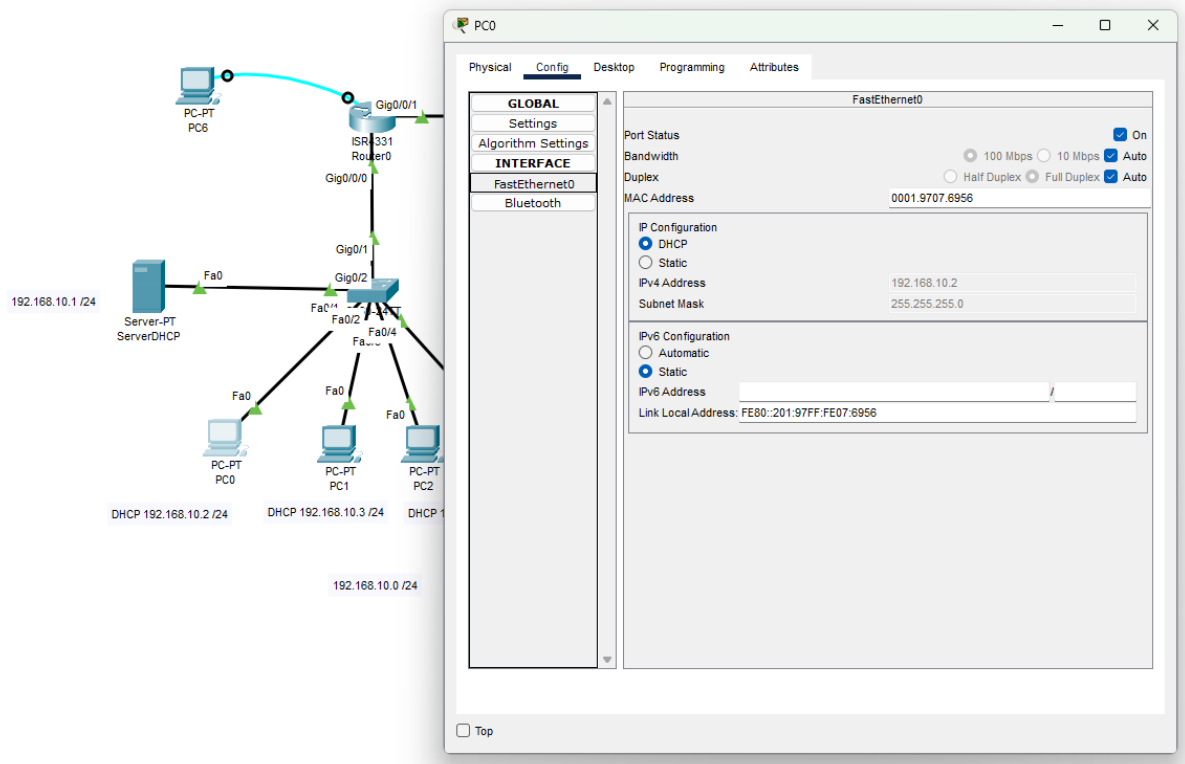 PC0
Physical Config Desktop Programming Attributes
GLOBAL
Settings
Algorithm Settings
INTERFACE
FastEthernet0
Bluetooth
FastEthernet0
Port Status On
Bandwidth 100 Mbps 10 Mbps Auto
Duplex Half Duplex Full Duplex Auto
MAC Address 0001.9707.6956
IP Configuration
DHCP
Static
IPv4 Address 192.168.10.2
Subnet Mask 255.255.255.0
IPv6 Configuration
Automatic
Static
IPv6 Address /
Link Local Address: FE80::201:97FF:FE07:6956
Top
PC-PT
PC6
Gig0/0/1
ISR4331
Router0
Gig0/0/0
Gig0/1
Gig0/2
Fa0
192.168.10.1 /24
Server-PT
ServerDHCP
Fa0/1
Fa0/2
Fa0/4
Fa0
Fa0
Fa0
PC-PT
PC0
PC-PT
PC1
PC-PT
PC2
DHCP 192.168.10.2 /24
DHCP 192.168.10.3 /24
DHCP 1
192.168.10.0 /24